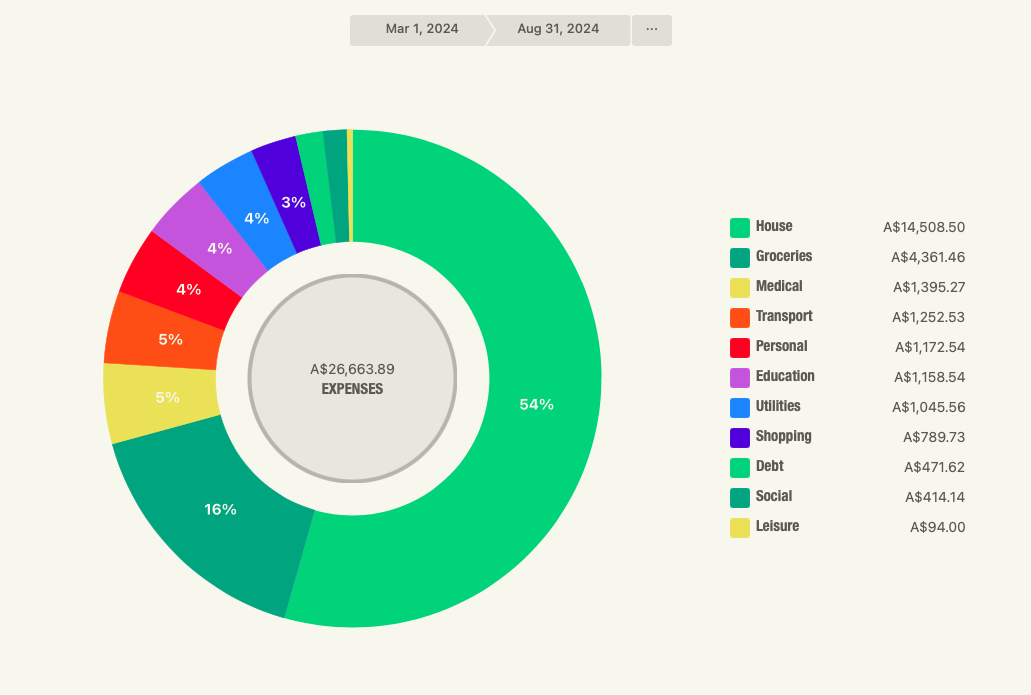 Mar 1, 2024 Aug 31, 2024 ...
3%
4%
4%
4%
5%
5%
16%
54%
A$26,663.89
EXPENSES
House A$14,508.50
Groceries A$4,361.46
Medical A$1,395.27
Transport A$1,252.53
Personal A$1,172.54
Education A$1,158.54
Utilities A$1,045.56
Shopping A$789.73
Debt A$471.62
Social A$414.14
Leisure A$94.00